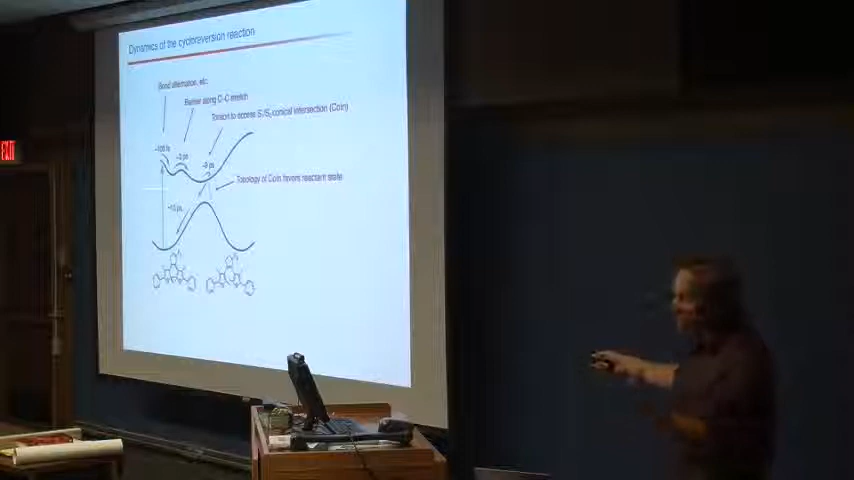 Dynamics of the cycloreversion reaction
Bond alternation, etc.
Barrier along C-C stretch
Torsion to access S₁/S₀ conical intersection (CoIn)
~100 fs
~3 ps
~9 ps
EXIT
Topology of CoIn favors reactant state
~10 ps